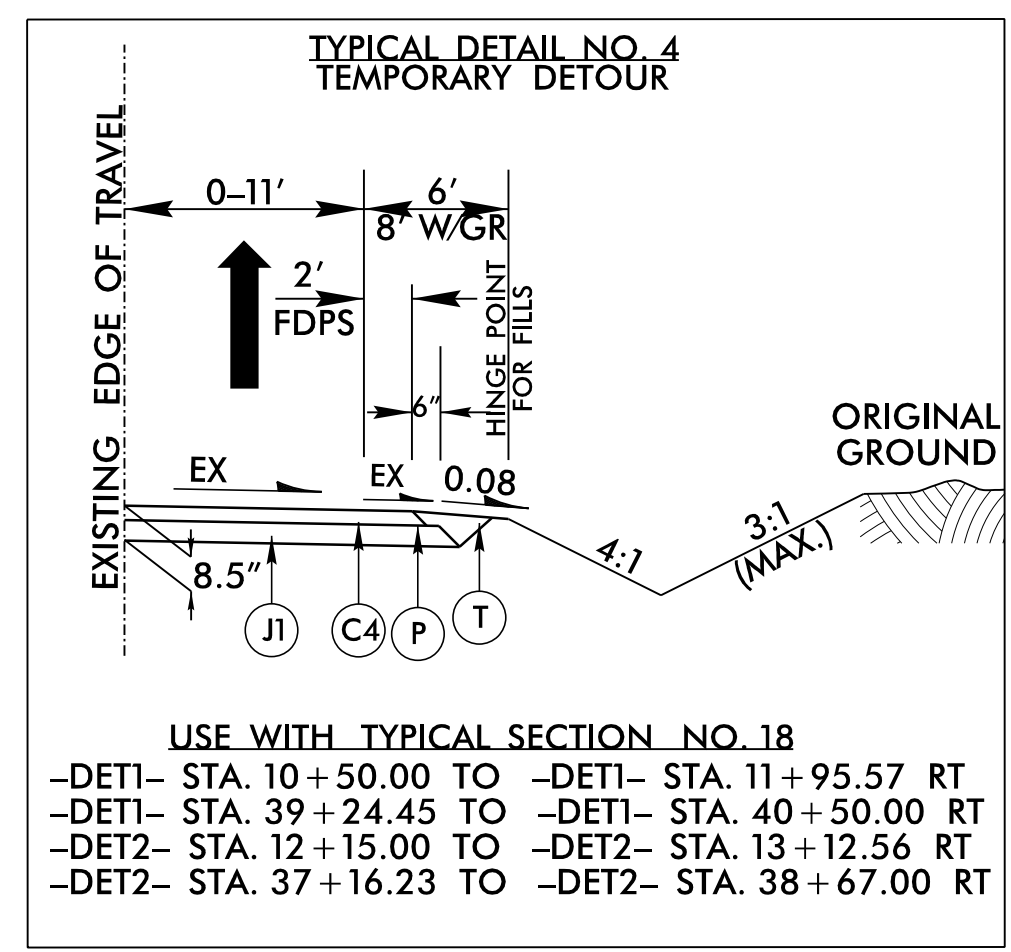 TYPICAL DETAIL NO. 4
TEMPORARY DETOUR
EXISTING EDGE OF TRAVEL
0–11'
6'
8' W/GR
2'
FDPS
HINGE POINT
FOR FILLS
6"
ORIGINAL
GROUND
EX
EX
0.08
4:1
3:1
(MAX.)
8.5"
J1
C4
P
T
USE WITH TYPICAL SECTION NO. 18
–DET1– STA. 10+50.00 TO –DET1– STA. 11+95.57 RT
–DET1– STA. 39+24.45 TO –DET1– STA. 40+50.00 RT
–DET2– STA. 12+15.00 TO –DET2– STA. 13+12.56 RT
–DET2– STA. 37+16.23 TO –DET2– STA. 38+67.00 RT